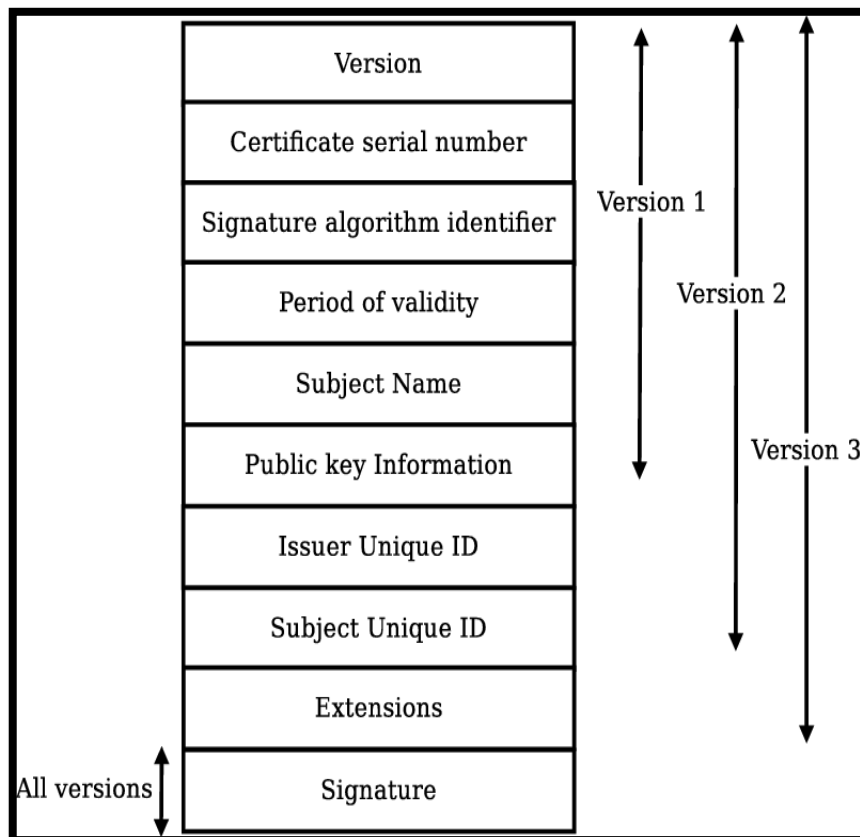 Version
Certificate serial number
Signature algorithm identifier
Period of validity
Subject Name
Public key Information
Issuer Unique ID
Subject Unique ID
Extensions
Signature
Version 1
Version 2
Version 3
All versions